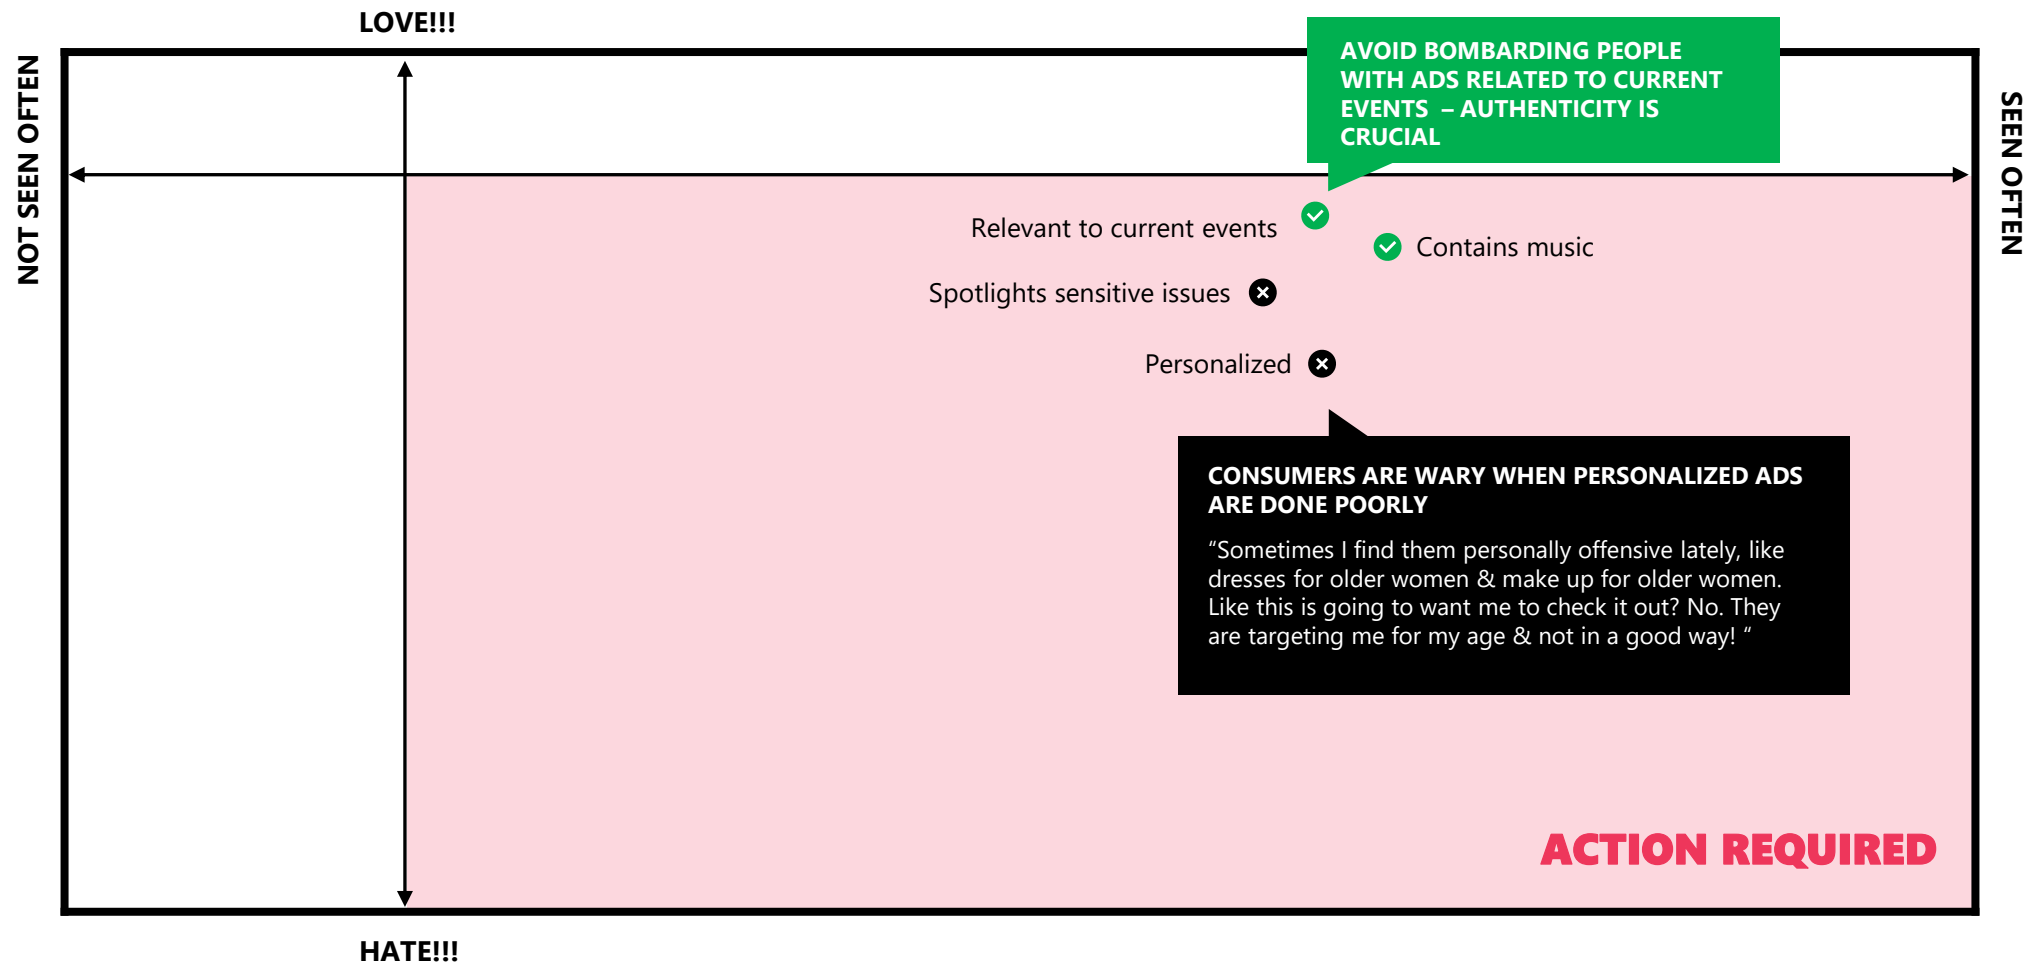 LOVE!!!
NOT SEEN OFTEN
SEEN OFTEN
AVOID BOMBARDING PEOPLE
WITH ADS RELATED TO CURRENT
EVENTS – AUTHENTICITY IS
CRUCIAL
Relevant to current events
Contains music
Spotlights sensitive issues
Personalized
CONSUMERS ARE WARY WHEN PERSONALIZED ADS
ARE DONE POORLY
“Sometimes I find them personally offensive lately, like
dresses for older women & make up for older women.
Like this is going to want me to check it out? No. They
are targeting me for my age & not in a good way! “
ACTION REQUIRED
HATE!!!